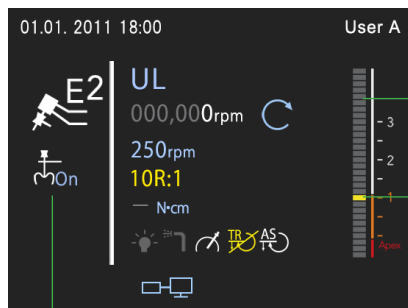 01.01. 2011 18:00 User A
E2
UL
000,000rpm
On
250rpm
10R:1
— N•cm
TR AS
3
2
1
Apex